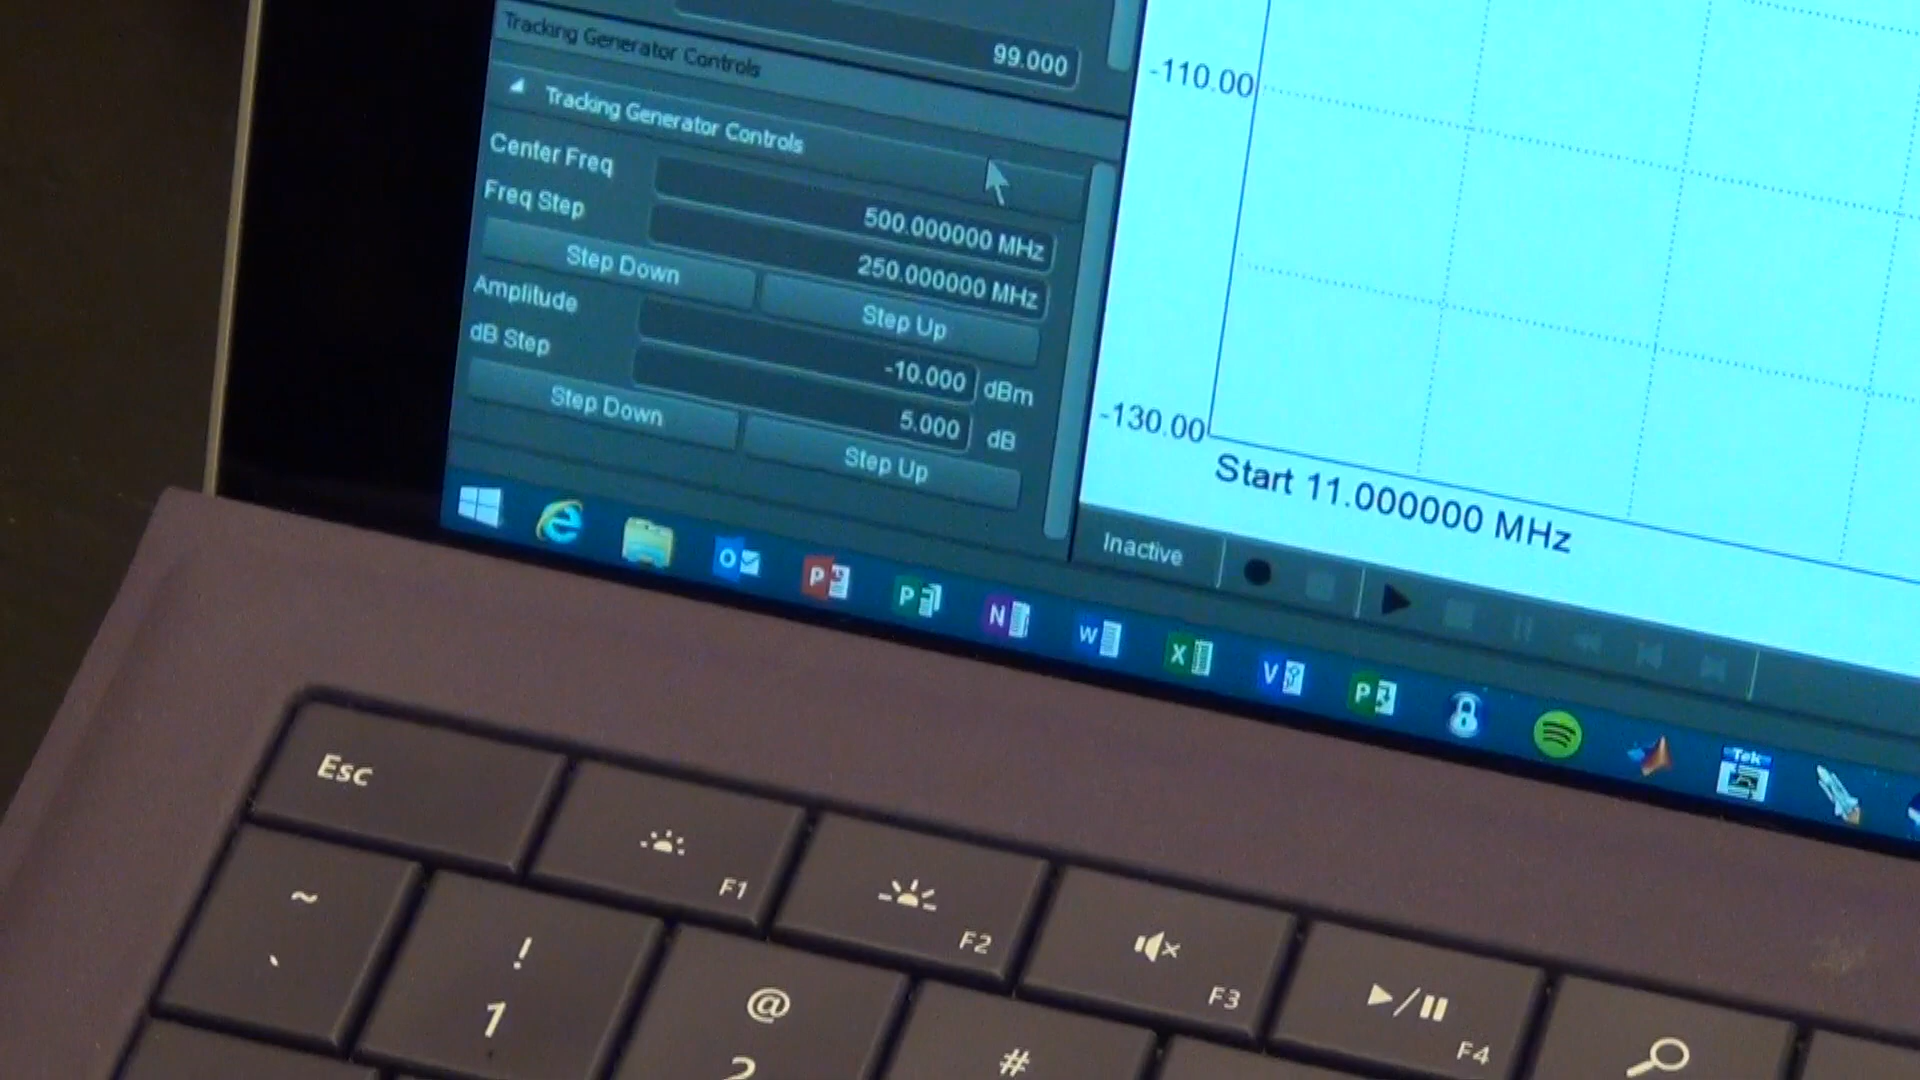 99.000
Tracking Generator Controls
Tracking Generator Controls
Center Freq
500.000000 MHz
Freq Step
250.000000 MHz
Step Down
Step Up
Amplitude
-10.000 dBm
dB Step
5.000 dB
Step Down
Step Up
-110.00
-130.00
Start 11.000000 MHz
Inactive
O
P
P
N
W
X
V
P
Tek
Esc
F1
F2
F3
F4
~
`
!
1
@
2
#